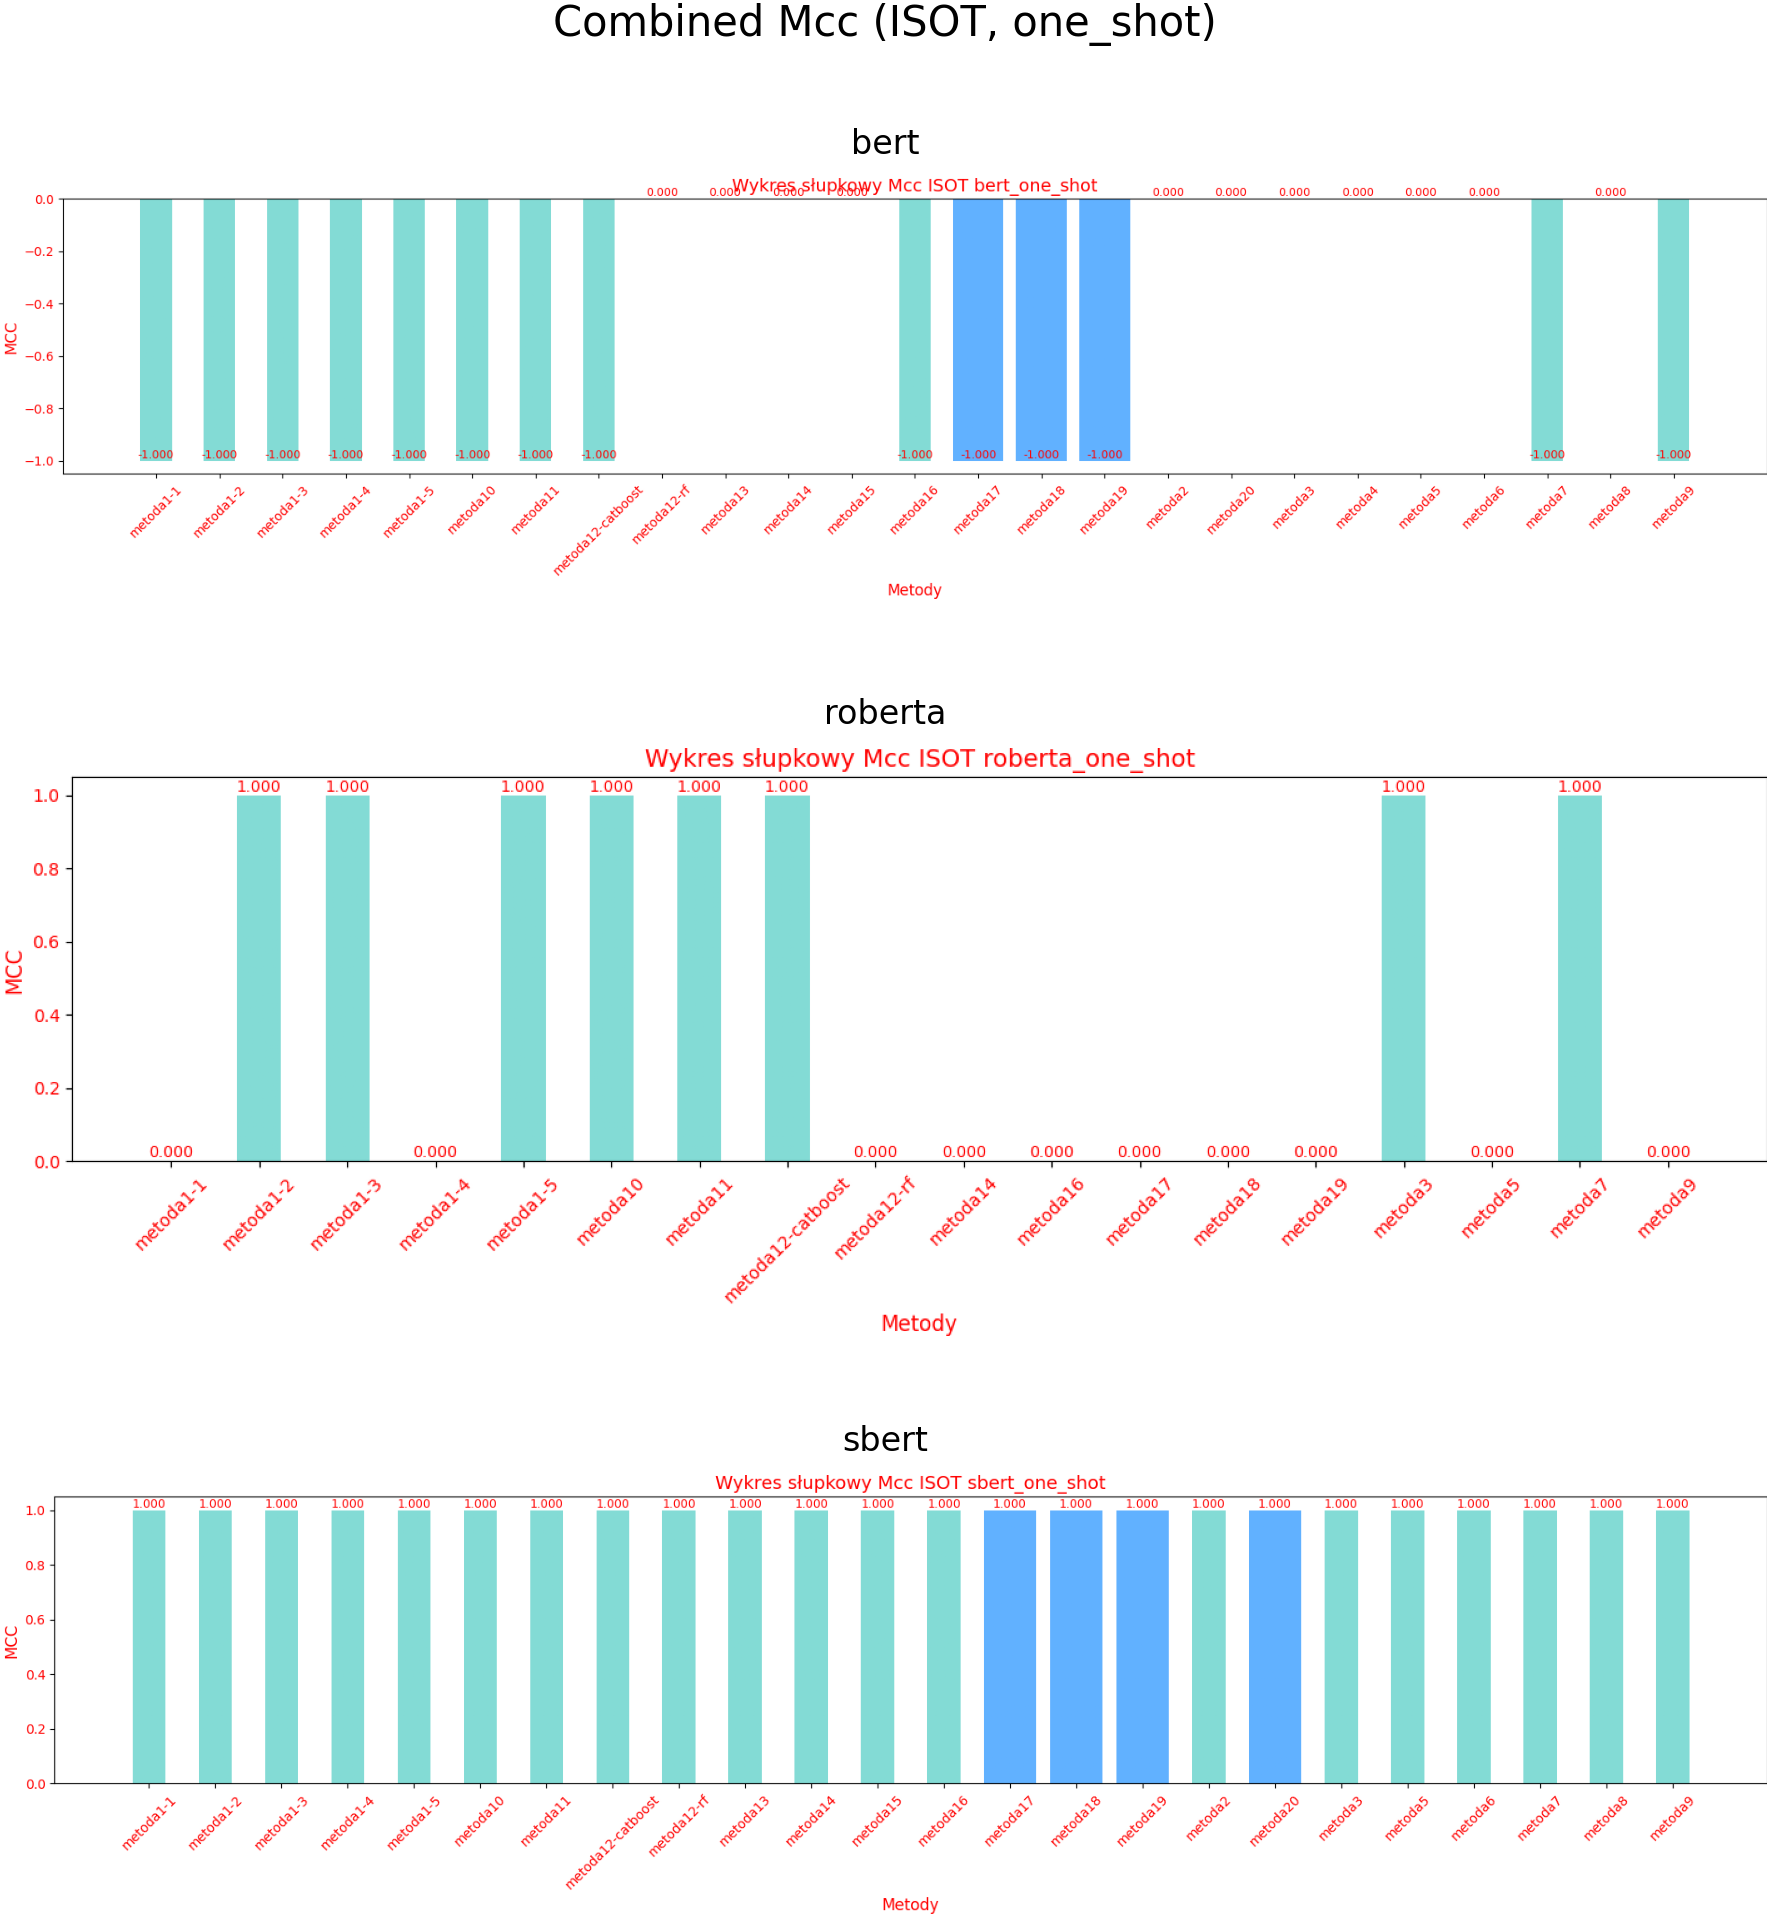 Combined Mcc (ISOT, one_shot)
bert
Wykres słupkowy Mcc ISOT bert_one_shot
0.000 0.000 0.000 0.000 0.000 0.000 0.000 0.000 0.000 0.000 0.000
0.0
−0.2
−0.4
−0.6
−0.8
−1.0
MCC
-1.000 -1.000 -1.000 -1.000 -1.000 -1.000 -1.000 -1.000 -1.000 -1.000 -1.000 -1.000 -1.000 -1.000
metoda1-1 metoda1-2 metoda1-3 metoda1-4 metoda1-5 metoda10 metoda11 metoda12-catboost metoda12-rf metoda13 metoda14 metoda15 metoda16 metoda17 metoda18 metoda19 metoda2 metoda20 metoda3 metoda4 metoda5 metoda6 metoda7 metoda8 metoda9
Metody
roberta
Wykres słupkowy Mcc ISOT roberta_one_shot
1.000 1.000 1.000 1.000 1.000 1.000 1.000 1.000
1.0
0.8
0.6
0.4
0.2
0.0
MCC
0.000 0.000 0.000 0.000 0.000 0.000 0.000 0.000 0.000 0.000
metoda1-1 metoda1-2 metoda1-3 metoda1-4 metoda1-5 metoda10 metoda11 metoda12-catboost metoda12-rf metoda14 metoda16 metoda17 metoda18 metoda19 metoda3 metoda5 metoda7 metoda9
Metody
sbert
Wykres słupkowy Mcc ISOT sbert_one_shot
1.000 1.000 1.000 1.000 1.000 1.000 1.000 1.000 1.000 1.000 1.000 1.000 1.000 1.000 1.000 1.000 1.000 1.000 1.000 1.000 1.000 1.000 1.000 1.000
1.0
0.8
0.6
0.4
0.2
0.0
MCC
metoda1-1 metoda1-2 metoda1-3 metoda1-4 metoda1-5 metoda10 metoda11 metoda12-catboost metoda12-rf metoda13 metoda14 metoda15 metoda16 metoda17 metoda18 metoda19 metoda2 metoda20 metoda3 metoda5 metoda6 metoda7 metoda8 metoda9
Metody